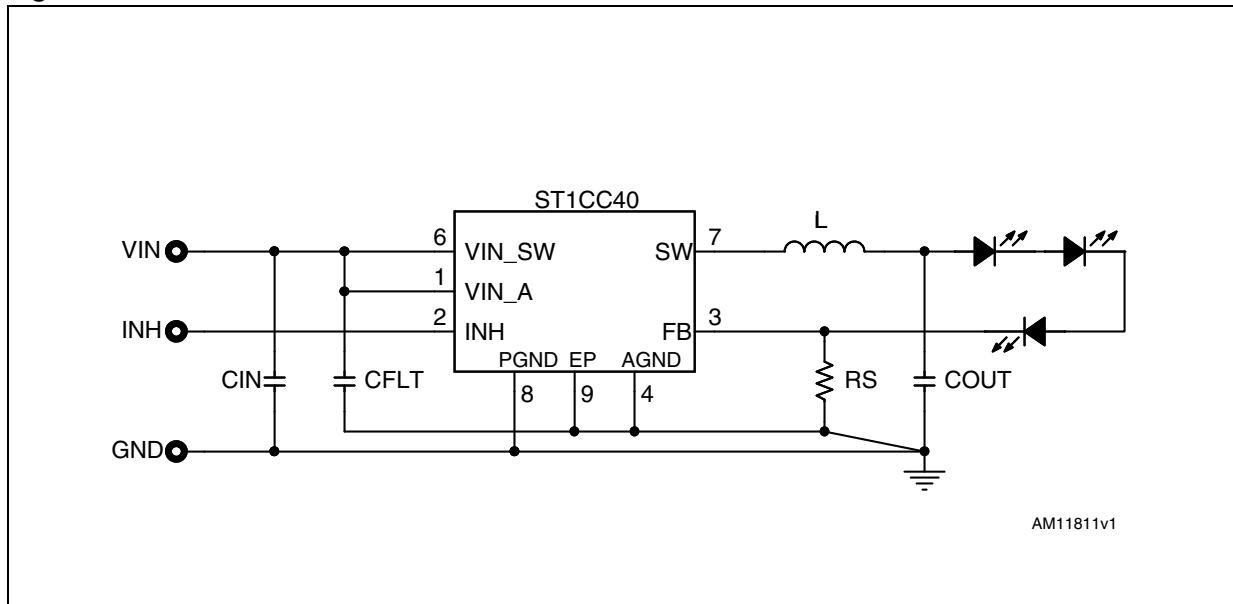 ST1CC40
VIN
6
VIN_SW
SW
7
L
1
VIN_A
INH
2
INH
FB
3
PGND
EP
AGND
CIN
CFLT
8
9
4
RS
COUT
GND
AM11811v1